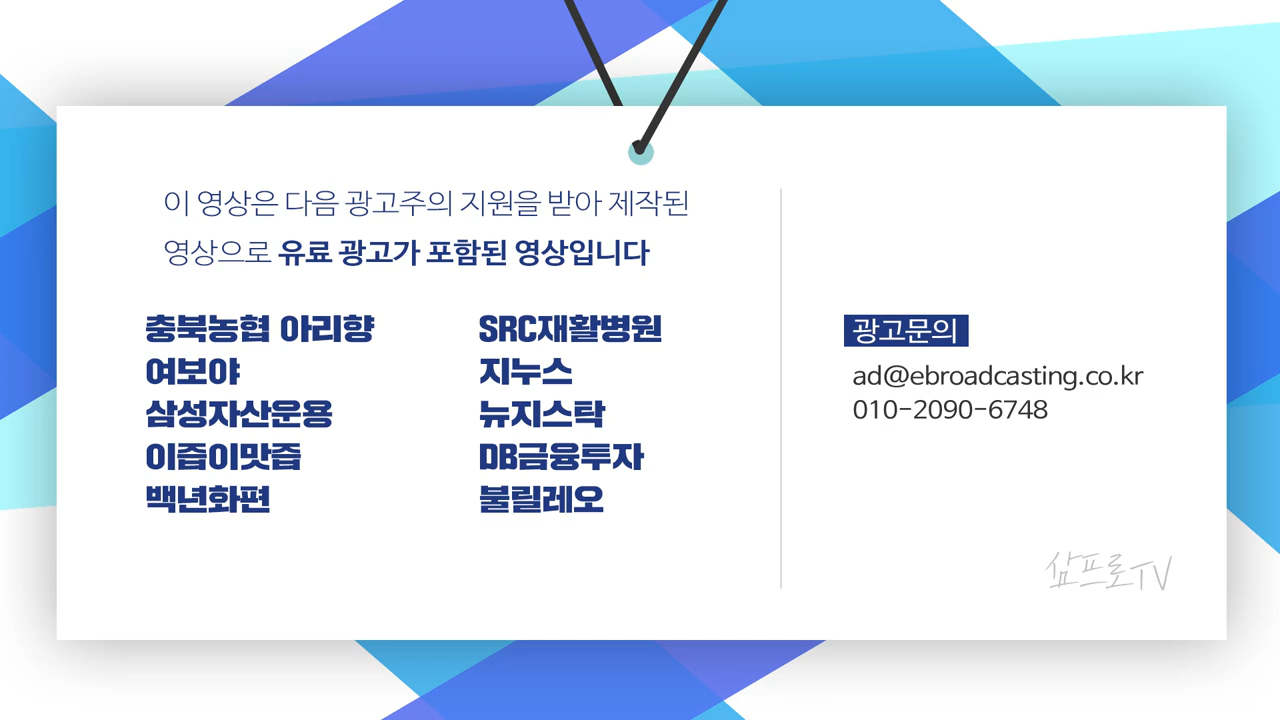 이 영상은 다음 광고주의 지원을 받아 제작된
영상으로 유료 광고가 포함된 영상입니다
충북농협 아리향
여보야
삼성자산운용
이즙이맛즙
백년화편
SRC재활병원
지누스
뉴지스탁
DB금융투자
불릴레오
광고문의
ad@ebroadcasting.co.kr
010-2090-6748
삼프로TV